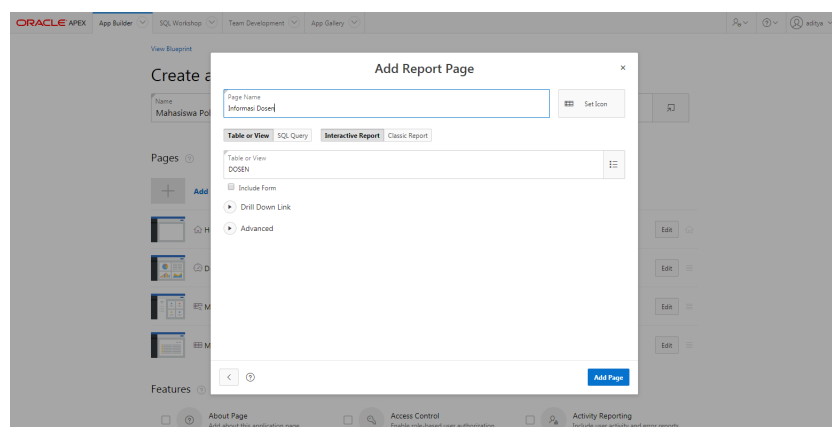 ORACLE APEX App Builder SQL Workshop Team Development App Gallery aditya
View Blueprint
Create a
Add Report Page
Name
Mahasiswa Pol
Page Name
Informasi Dosen
Set Icon
Table or View SQL Query Interactive Report Classic Report
Pages
Table or View
DOSEN
Add
Include Form
Drill Down Link
H
Advanced
Edit
D
Edit
M
Edit
M
Edit
Add Page
Features
About Page
Add about this application page
Access Control
Enable role-based user authorization
Activity Reporting
Include user activity and error reports